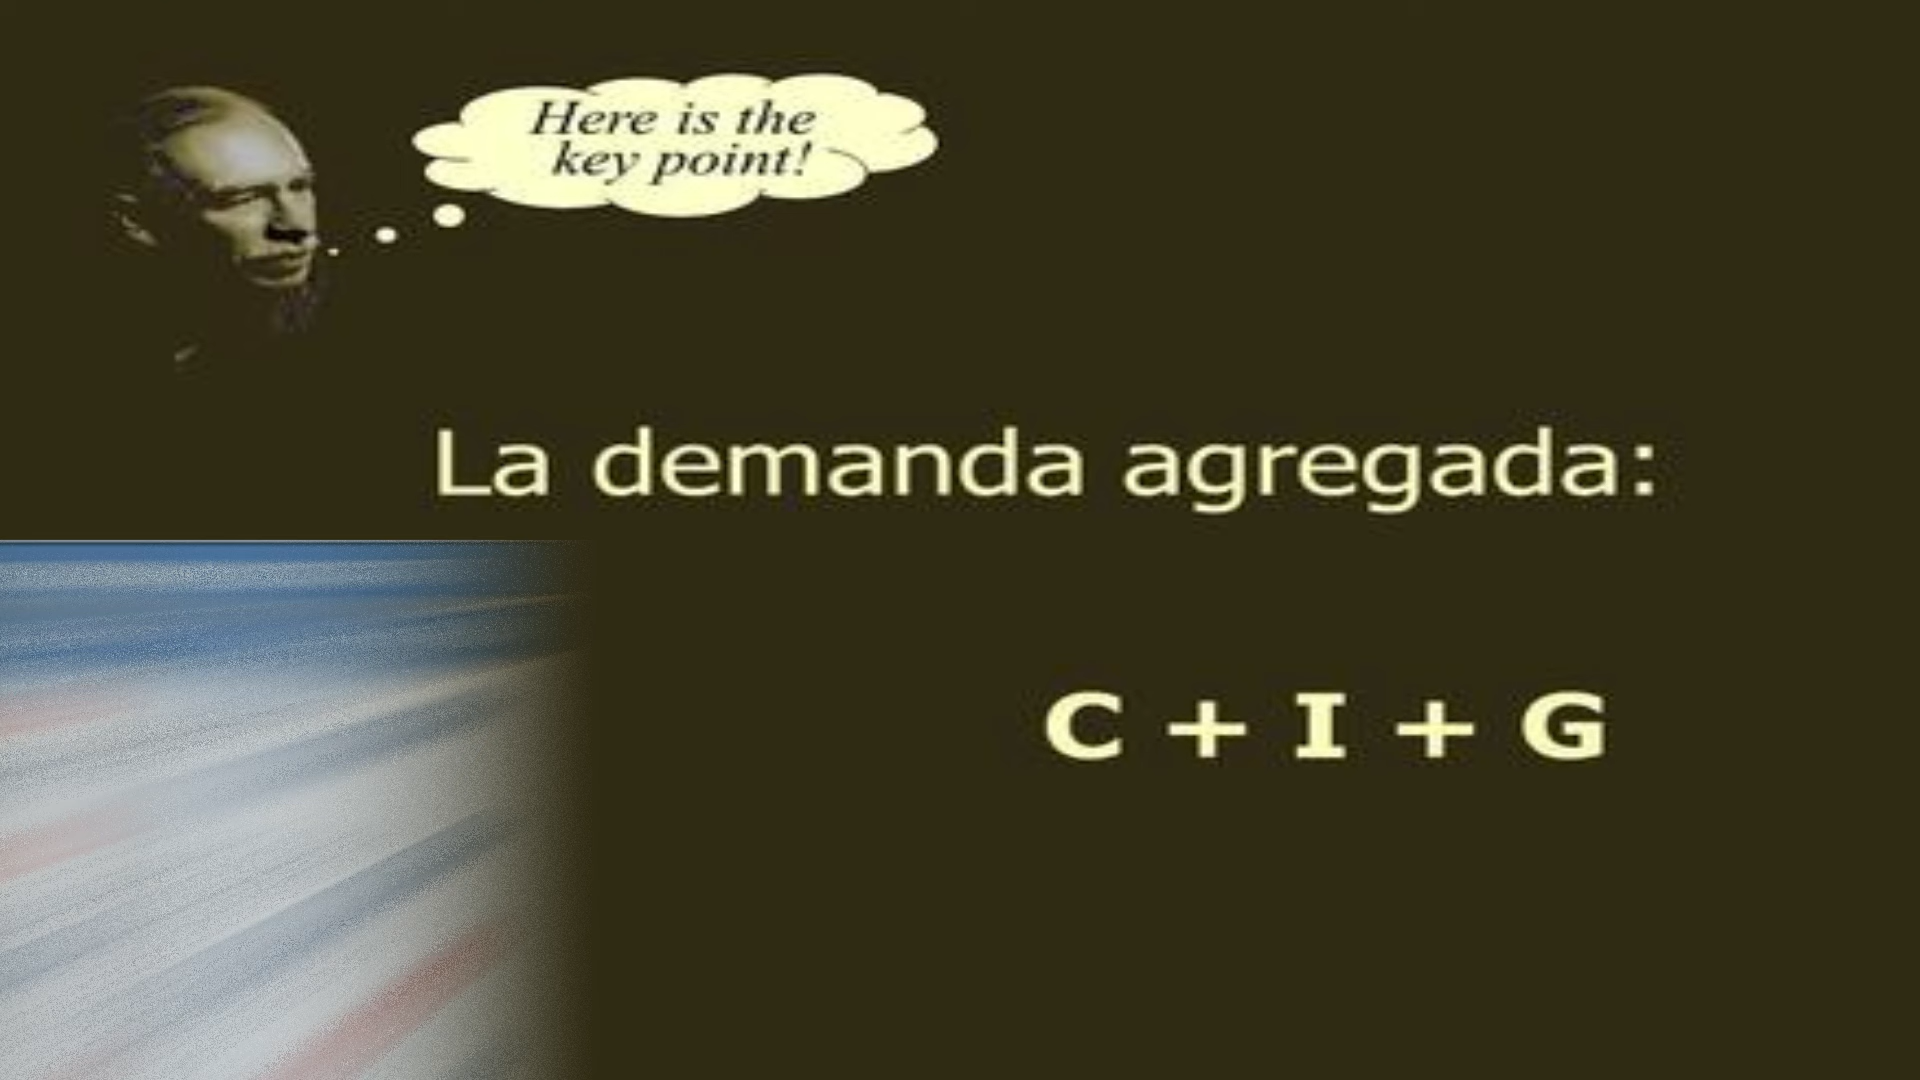 Here is the
key point!
La demanda agregada:
C + I + G